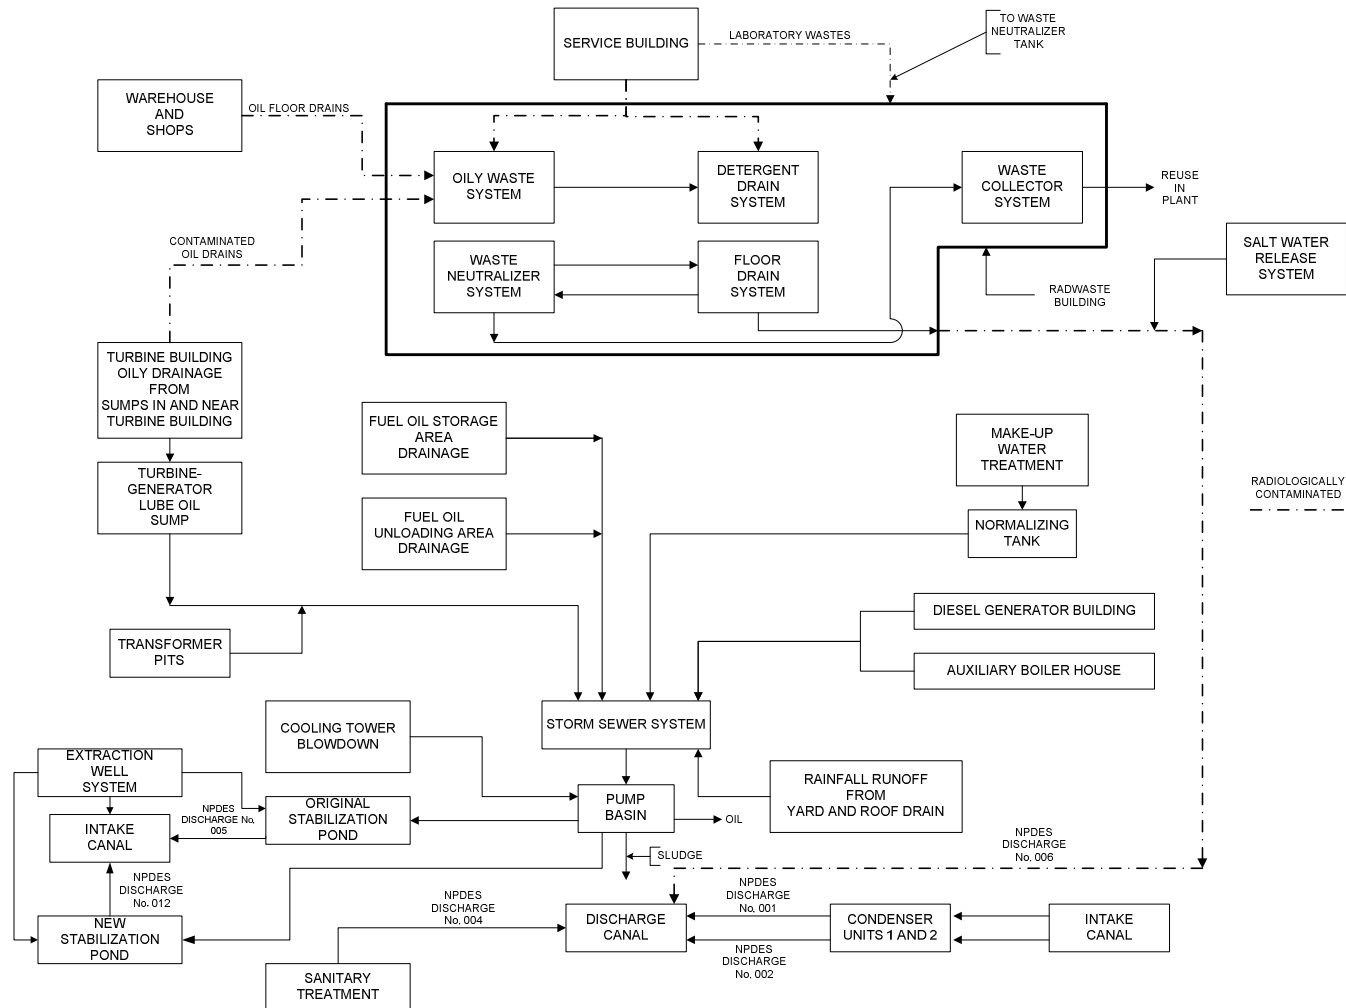 SERVICE BUILDING
LABORATORY WASTES
TO WASTE
NEUTRALIZER
TANK
WAREHOUSE
AND
SHOPS
OIL FLOOR DRAINS
OILY WASTE
SYSTEM
DETERGENT
DRAIN
SYSTEM
WASTE
COLLECTOR
SYSTEM
REUSE
IN
PLANT
CONTAMINATED
OIL DRAINS
WASTE
NEUTRALIZER
SYSTEM
FLOOR
DRAIN
SYSTEM
RADWASTE
BUILDING
SALT WATER
RELEASE
SYSTEM
TURBINE BUILDING
OILY DRAINAGE
FROM
SUMPS IN AND NEAR
TURBINE BUILDING
TURBINE-
GENERATOR
LUBE OIL
SUMP
FUEL OIL STORAGE
AREA
DRAINAGE
FUEL OIL
UNLOADING AREA
DRAINAGE
MAKE-UP
WATER
TREATMENT
NORMALIZING
TANK
RADIOLOGICALLY
CONTAMINATED
TRANSFORMER
PITS
DIESEL GENERATOR BUILDING
AUXILIARY BOILER HOUSE
STORM SEWER SYSTEM
COOLING TOWER
BLOWDOWN
EXTRACTION
WELL
SYSTEM
NPDES
DISCHARGE No.
005
ORIGINAL
STABILIZATION
POND
PUMP
BASIN
OIL
RAINFALL RUNOFF
FROM
YARD AND ROOF DRAIN
INTAKE
CANAL
SLUDGE
NPDES
DISCHARGE
No. 006
NPDES
DISCHARGE
No. 012
NEW
STABILIZATION
POND
NPDES
DISCHARGE
No. 004
DISCHARGE
CANAL
NPDES
DISCHARGE
No. 001
NPDES
DISCHARGE
No. 002
CONDENSER
UNITS 1 AND 2
INTAKE
CANAL
SANITARY
TREATMENT